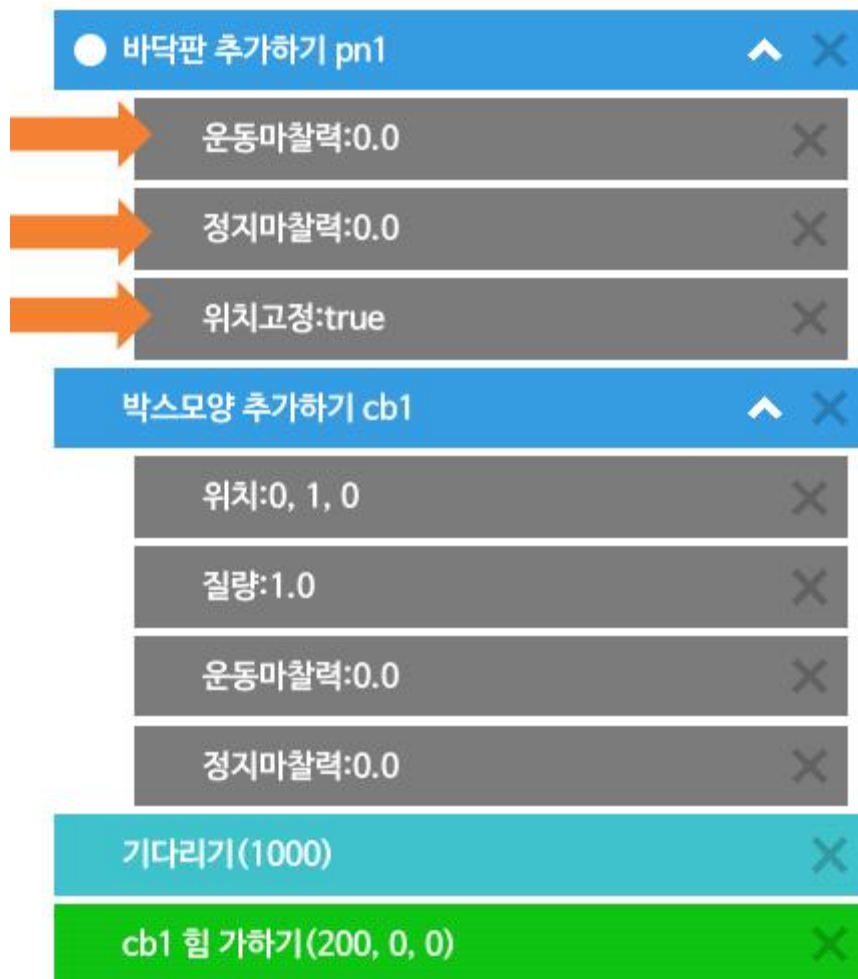 바닥판 추가하기 pn1
운동마찰력:0.0
정지마찰력:0.0
위치고정:true
박스모양 추가하기 cb1
위치:0, 1, 0
질량:1.0
운동마찰력:0.0
정지마찰력:0.0
기다리기(1000)
cb1 힘 가하기(200, 0, 0)